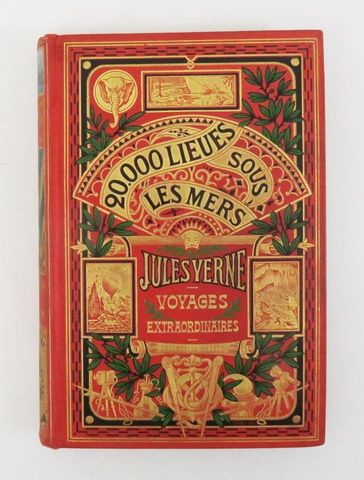 20.000 LIEUES SOUS
LES MERS
JULES VERNE
VOYAGES
EXTRAORDINAIRES